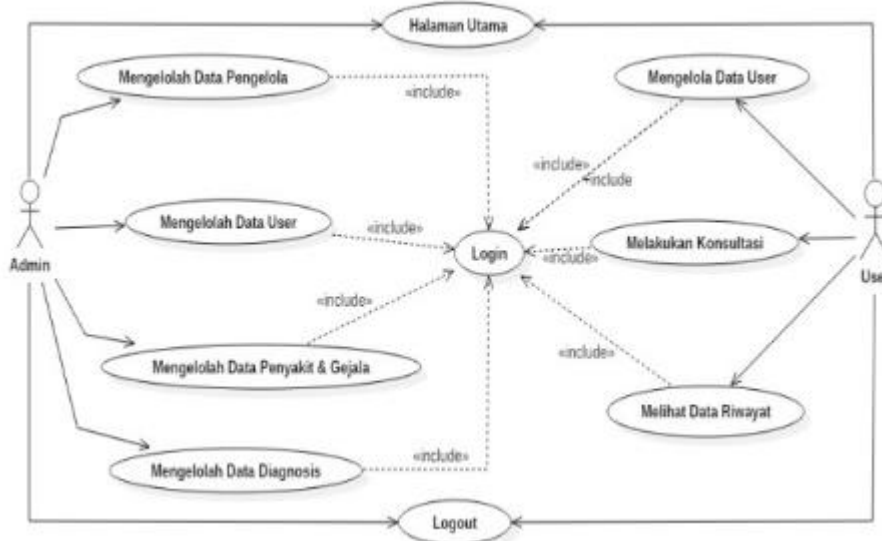 Halaman Utama
Mengelolah Data Pengelola
Mengelola Data User
«include»
«include»
«include
Mengelolah Data User
«include»
Login
«include»
Melakukan Konsultasi
Admin
Use
«include»
«include»
Mengelolah Data Penyakit & Gejala
Melihat Data Riwayat
«include»
Mengelolah Data Diagnosis
Logout